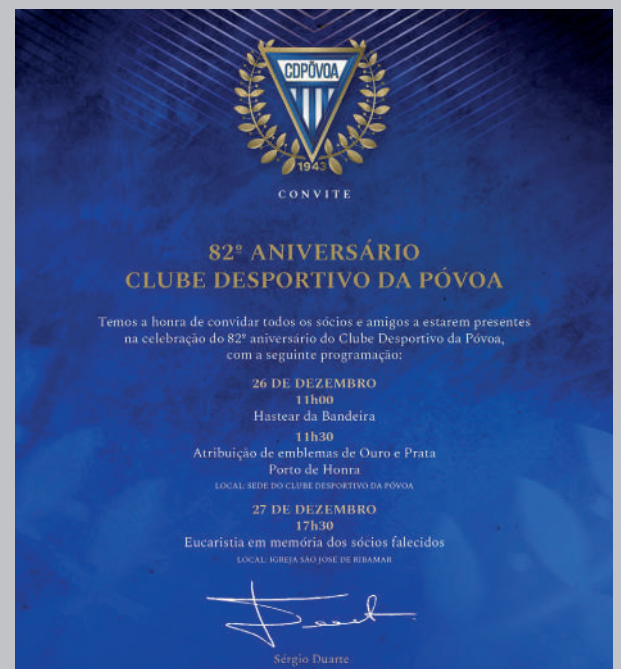 CDPÓVOA
1943
CONVITE
82º ANIVERSÁRIO
CLUBE DESPORTIVO DA PÓVOA
Temos a honra de convidar todos os sócios e amigos a estarem presentes
na celebração do 82º aniversário do Clube Desportivo da Póvoa,
com a seguinte programação:
26 DE DEZEMBRO
11h00
Hastear da Bandeira
11h30
Atribuição de emblemas de Ouro e Prata
Porto de Honra
LOCAL: SEDE DO CLUBE DESPORTIVO DA PÓVOA
27 DE DEZEMBRO
17h30
Eucaristia em memória dos sócios falecidos
LOCAL: IGREJA SÃO JOSÉ DE RIBAMAR
Sérgio Duarte